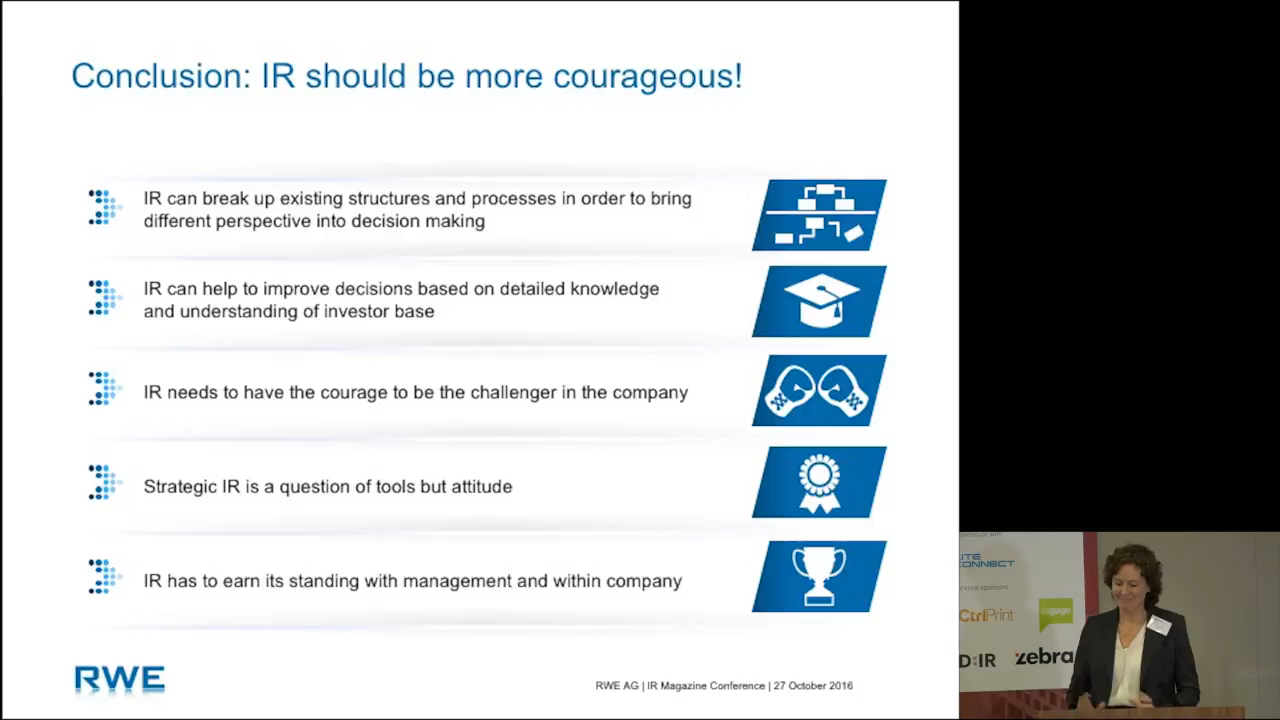 Conclusion: IR should be more courageous!
IR can break up existing structures and processes in order to bring
different perspective into decision making
IR can help to improve decisions based on detailed knowledge
and understanding of investor base
IR needs to have the courage to be the challenger in the company
Strategic IR is a question of tools but attitude
IR has to earn its standing with management and within company
RWE
RWE AG | IR Magazine Conference | 27 October 2016
with
sponsors
CtrlPrint
D:IR
zebra